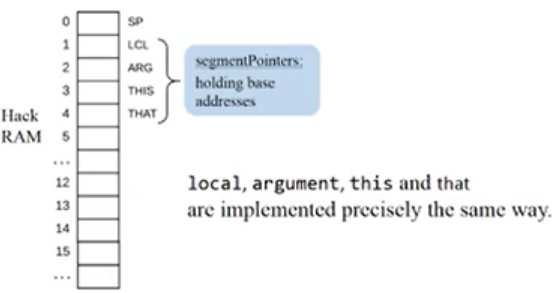 0 SP
1 LCL
2 ARG
3 THIS
4 THAT
5
...
12
13
14
15
...
Hack
RAM
segmentPointers:
holding base
addresses
local, argument, this and that
are implemented precisely the same way.